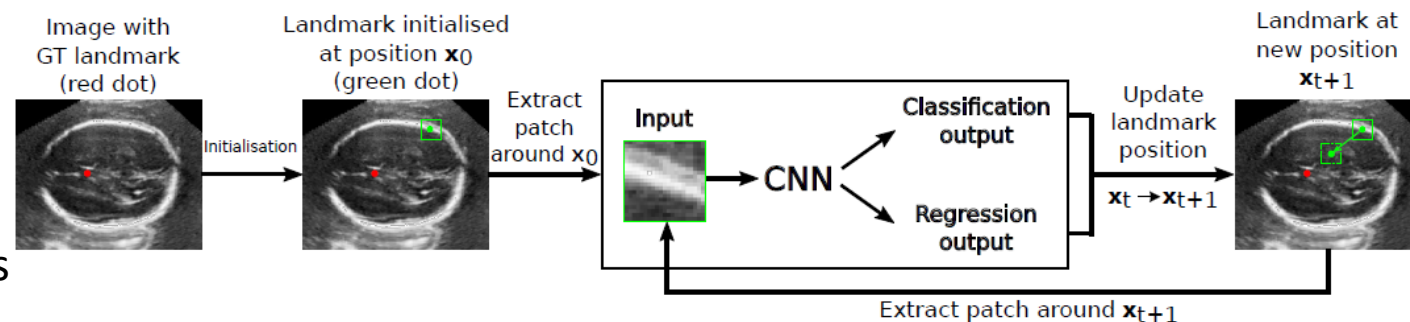 Image with
GT landmark
(red dot)
Landmark initialised
at position x0
(green dot)
Initialisation
Extract
patch
around x0
Input
CNN
Classification
output
Regression
output
Update
landmark
position
xt→xt+1
Landmark at
new position
xt+1
Extract patch around xt+1
s